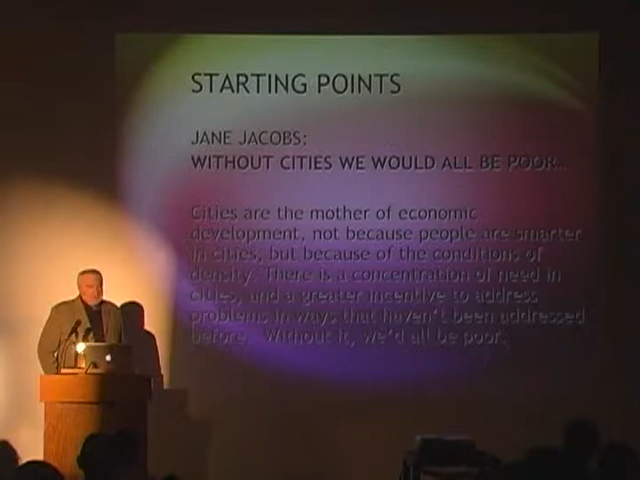 STARTING POINTS
JANE JACOBS:
WITHOUT CITIES WE WOULD ALL BE POOR..
Cities are the mother of economic
development, not because people are smarter
in cities, but because of the conditions of
density. There is a concentration of need in
cities, and a greater incentive to address
problems in ways that haven't been addressed
before. Without it, we'd all be poor.